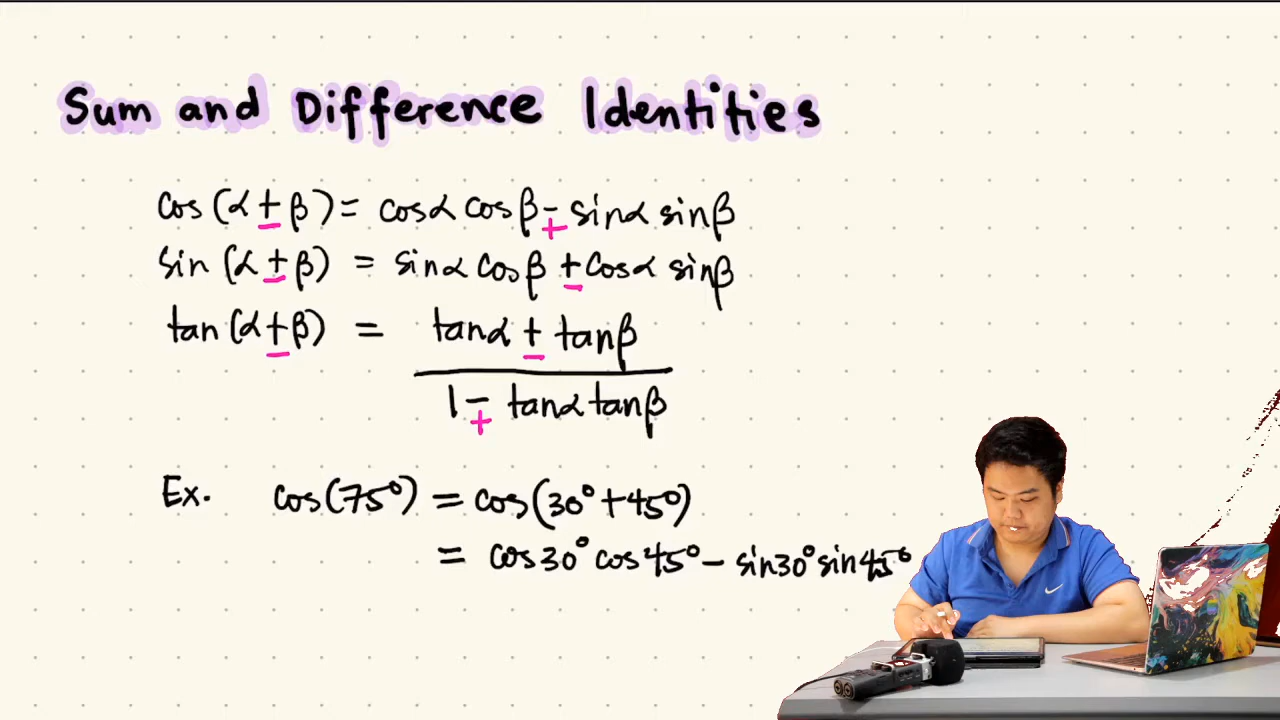 Sum and Difference Identities
cos(α ± β) = cosα cosβ ∓ sinα sinβ
sin(α ± β) = sinα cosβ ± cosα sinβ
tan(α ± β) = tanα ± tanβ
1 ∓ tanα tanβ
Ex. cos(75°) = cos(30° + 45°)
= cos30° cos45° - sin30° sin45°